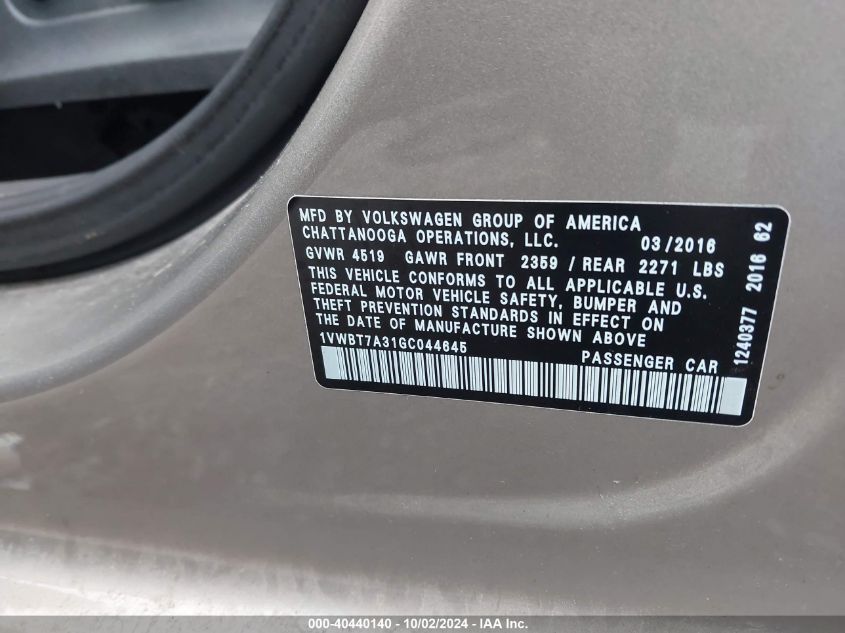 MFD BY VOLKSWAGEN GROUP OF AMERICA
CHATTANOOGA OPERATIONS, LLC. 03/2016
GVWR 4519 GAWR FRONT 2359 / REAR 2271 LBS
THIS VEHICLE CONFORMS TO ALL APPLICABLE U.S.
FEDERAL MOTOR VEHICLE SAFETY, BUMPER AND
THEFT PREVENTION STANDARDS IN EFFECT ON
THE DATE OF MANUFACTURE SHOWN ABOVE
1VWBT7A31GC044645 PASSENGER CAR
1240377 2016 62
000-40440140 - 10/02/2024 - IAA Inc.